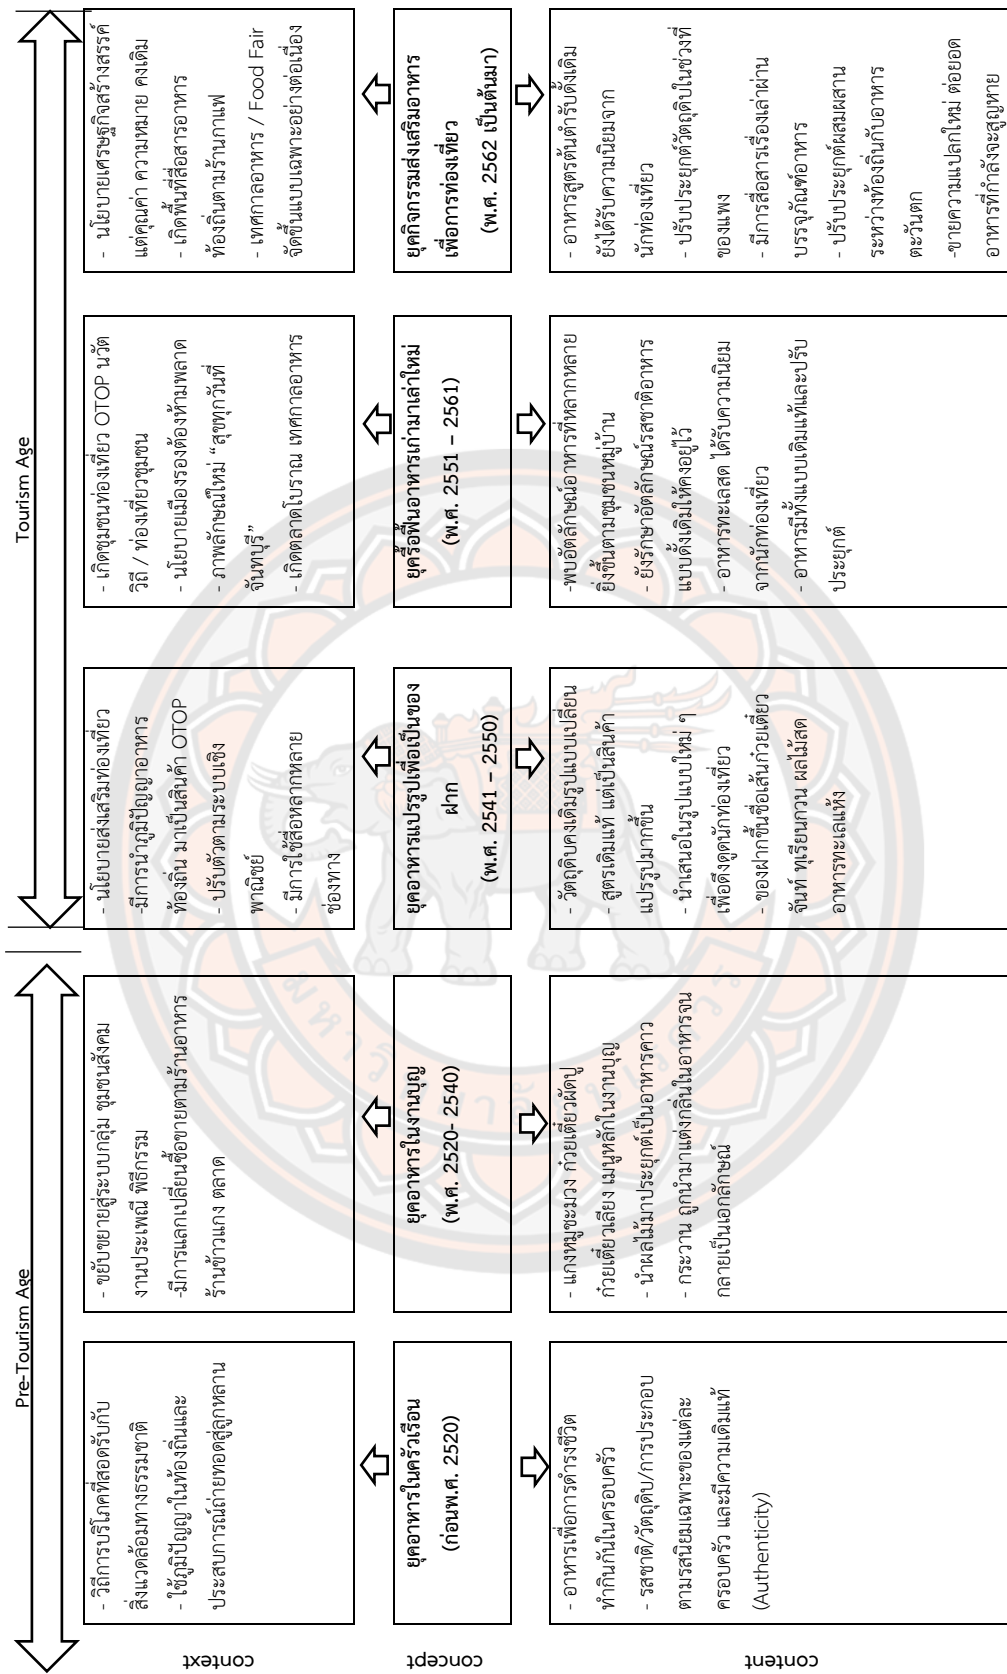 Pre-Tourism Age
Tourism Age
context
- วิถีการบริโภคที่สอดรับกับ
สิ่งแวดล้อมทางธรรมชาติ
- ใช้ภูมิปัญญาในท้องถิ่นและ
ประสบการณ์ถ่ายทอดสู่ลูกหลาน
- ขยับขยายสู่ระบบกลุ่ม ชุมชนสังคม
งานประเพณี พิธีกรรม
-มีการแลกเปลี่ยนซื้อขายตามร้านอาหาร
ร้านข้าวแกง ตลาด
- นโยบายส่งเสริมท่องเที่ยว
-มีการนำภูมิปัญญาอาหาร
ท้องถิ่น มาเป็นสินค้า OTOP
- ปรับตัวตามระบบเชิง
พาณิชย์
- มีการใช้สื่อหลากหลาย
ช่องทาง
- เกิดชุมชนท่องเที่ยว OTOP นวัต
วิถี / ท่องเที่ยวชุมชน
- นโยบายเมืองรองต้องห้ามพลาด
- ภาพลักษณ์ใหม่ “สุขทุกวันที่
จันทบุรี”
- เกิดตลาดโบราณ เทศกาลอาหาร
- นโยบายเศรษฐกิจสร้างสรรค์
แต่คุณค่า ความหมาย คงเดิม
- เกิดพื้นที่สื่อสารอาหาร
ท้องถิ่นตามร้านกาแฟ
- เทศกาลอาหาร / Food Fair
จัดขึ้นแบบเฉพาะอย่างต่อเนื่อง
concept
ยุคอาหารในครัวเรือน
(ก่อนพ.ศ. 2520)
ยุคอาหารในงานบุญ
(พ.ศ. 2520- 2540)
ยุคอาหารแปรรูปเพื่อเป็นของ
ฝาก
(พ.ศ. 2541 – 2550)
ยุครื้อฟื้นอาหารเก่ามาเล่าใหม่
(พ.ศ. 2551 – 2561)
ยุคกิจกรรมส่งเสริมอาหาร
เพื่อการท่องเที่ยว
(พ.ศ. 2562 เป็นต้นมา)
content
- อาหารเพื่อการดำรงชีวิต
ทำกินกันในครอบครัว
- รสชาติ/วัตถุดิบ/การประกอบ
ตามรสนิยมเฉพาะของแต่ละ
ครอบครัว และมีความเดิมแท้
(Authenticity)
- แกงหมูชะมวง ก๋วยเตี๋ยวผัดปู
ก๋วยเตี๋ยวเลียง เมนูหลักในงานบุญ
- นำผลไม้มาประยุกต์เป็นอาหารคาว
- กระวาน ถูกนำมาแต่งกลิ่นในอาหารจน
กลายเป็นเอกลักษณ์
- วัตถุดิบคงเดิมรูปแบบเปลี่ยน
- สูตรเดิมแท้ แต่เป็นสินค้า
แปรรูปมากขึ้น
- นำเสนอในรูปแบบใหม่ ๆ
เพื่อดึงดูดนักท่องเที่ยว
- ของฝากขึ้นชื่อเส้นก๋วยเตี๋ยว
จันท์ ทุเรียนกวน ผลไม้สด
อาหารทะเลแห้ง
-พบอัตลักษณ์อาหารที่หลากหลาย
ยิ่งขึ้นตามชุมชนหมู่บ้าน
- ยังรักษาอัตลักษณ์รสชาติอาหาร
แบบดั้งเดิมให้คงอยู่ไว้
- อาหารทะเลสด ได้รับความนิยม
จากนักท่องเที่ยว
- อาหารมีทั้งแบบเดิมแท้และปรับ
ประยุกต์
- อาหารสูตรต้นตำรับดั้งเดิม
ยังได้รับความนิยมจาก
นักท่องเที่ยว
- ปรับประยุกต์วัตถุดิบในช่วงที่
ของแพง
- มีการสื่อสารเรื่องเล่าผ่าน
บรรจุภัณฑ์อาหาร
- ปรับประยุกต์ผสมผสาน
ระหว่างท้องถิ่นกับอาหาร
ตะวันตก
-ขายความแปลกใหม่ ต่อยอด
อาหารที่กำลังจะสูญหาย
มหาวิทยาลัยนเรศวร